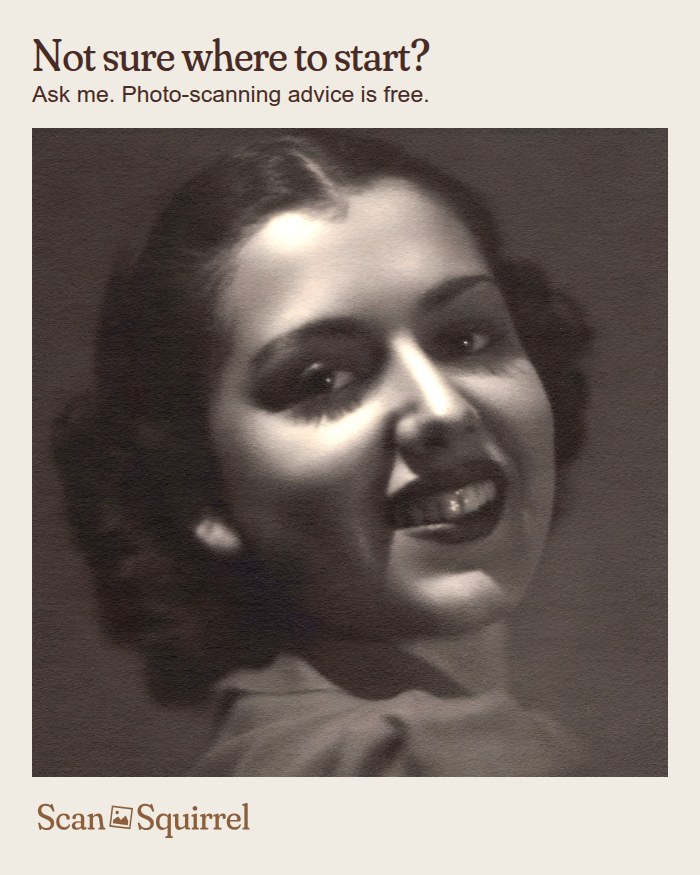 Not sure where to start?
Ask me. Photo-scanning advice is free.
Scan Squirrel